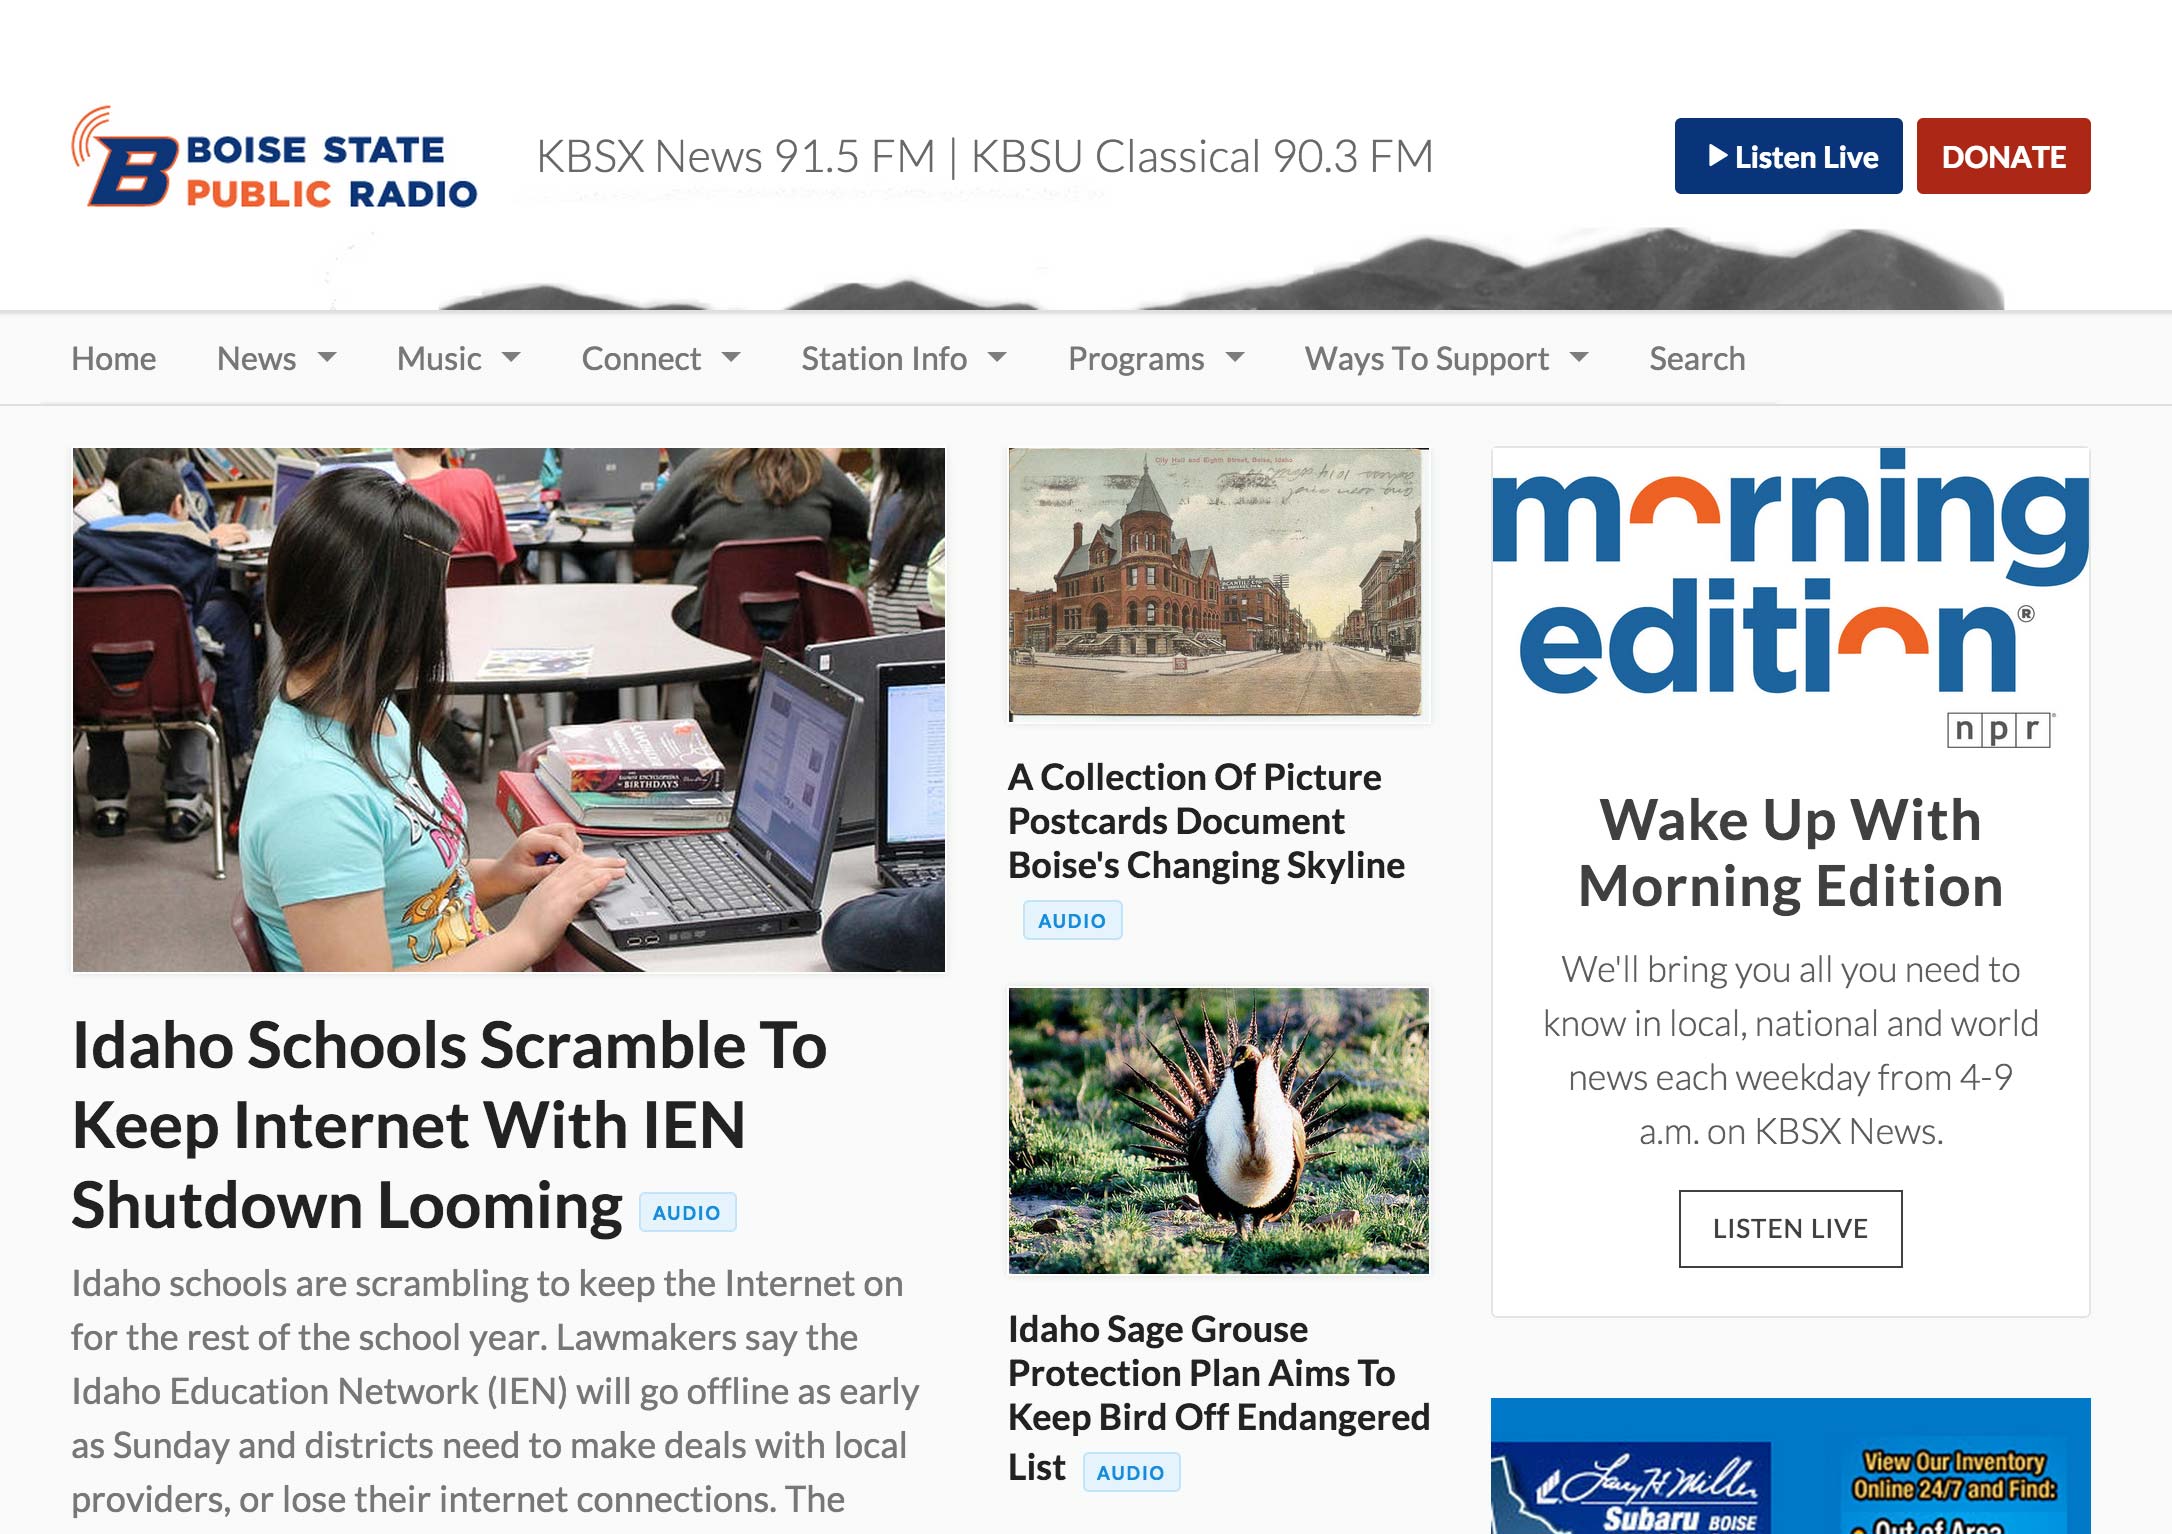 BOISE STATE
PUBLIC RADIO
KBSX News 91.5 FM | KBSU Classical 90.3 FM
Listen Live
DONATE
Home
News
Music
Connect
Station Info
Programs
Ways To Support
Search
Idaho Schools Scramble To
Keep Internet With IEN
Shutdown Looming AUDIO
Idaho schools are scrambling to keep the Internet on
for the rest of the school year. Lawmakers say the
Idaho Education Network (IEN) will go offline as early
as Sunday and districts need to make deals with local
providers, or lose their internet connections. The
City Hall and Eighth Street, Boise, Idaho
A Collection Of Picture
Postcards Document
Boise's Changing Skyline
AUDIO
Idaho Sage Grouse
Protection Plan Aims To
Keep Bird Off Endangered
List AUDIO
morning
edition®
npr
Wake Up With
Morning Edition
We'll bring you all you need to
know in local, national and world
news each weekday from 4-9
a.m. on KBSX News.
LISTEN LIVE
Larry H. Miller
Subaru BOISE
View Our Inventory
Online 24/7 and Find:
Out of Area